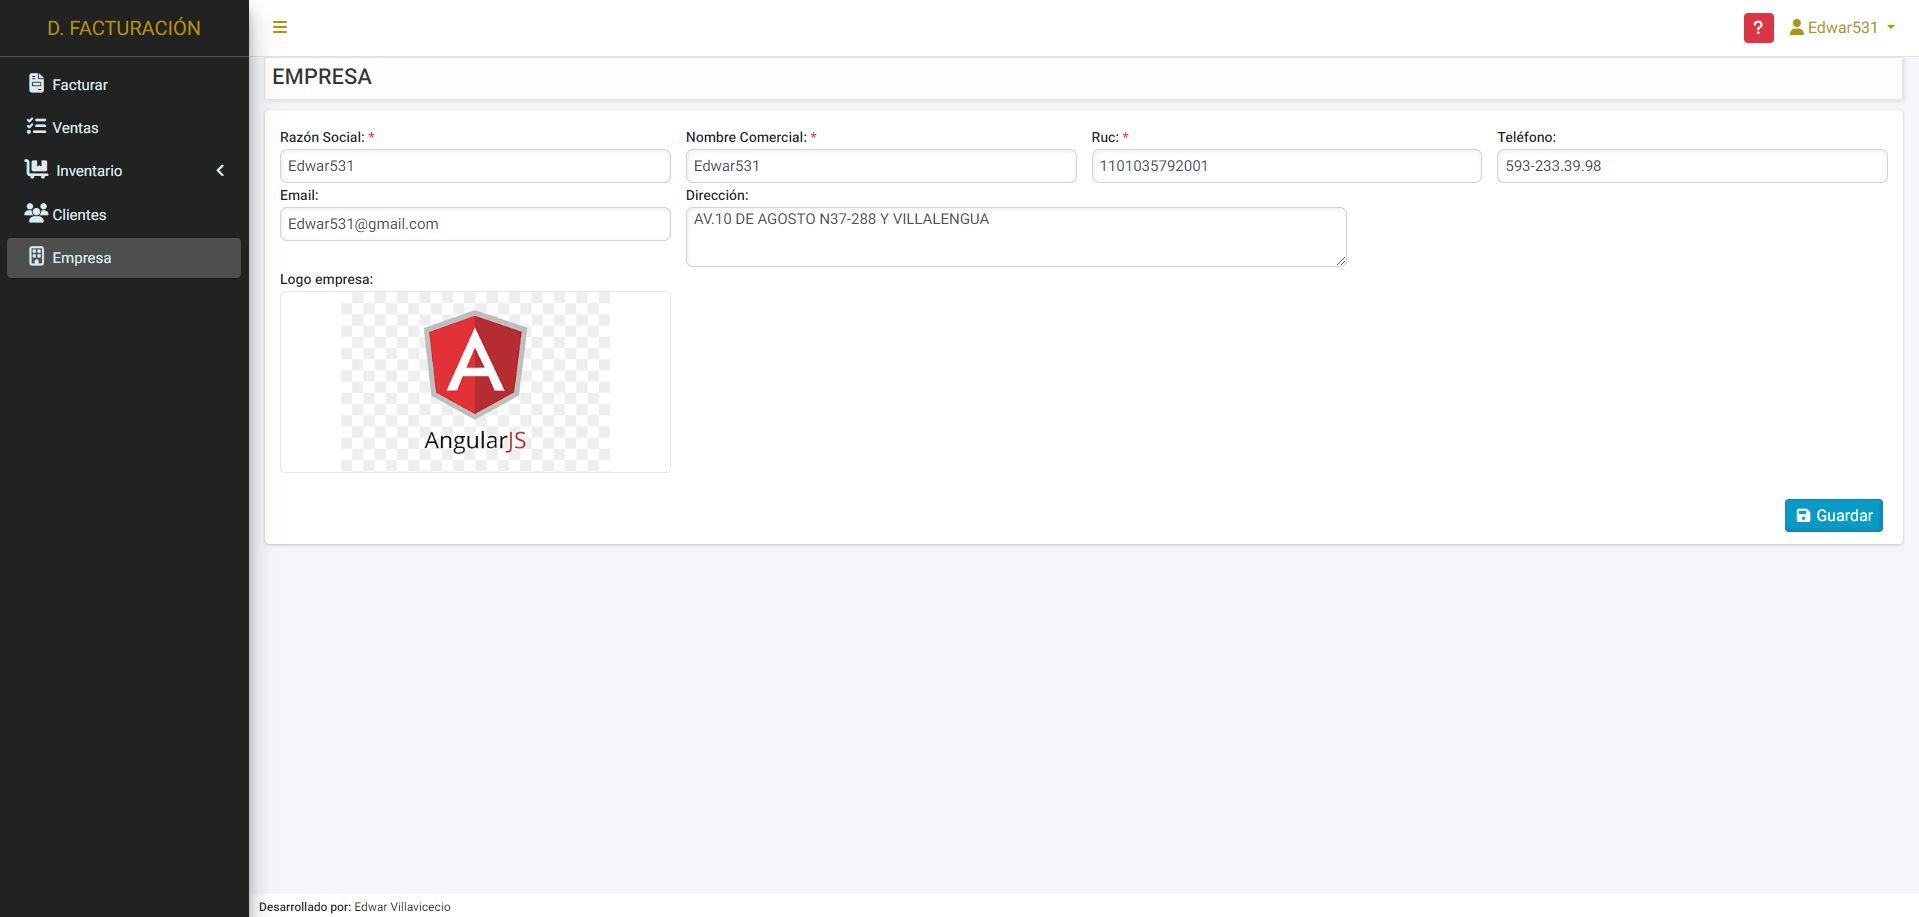 D. FACTURACIÓN
? Edwar531
Facturar
Ventas
Inventario
Clientes
Empresa
EMPRESA
Razón Social: *
Edwar531
Nombre Comercial: *
Edwar531
Ruc: *
1101035792001
Teléfono:
593-233.39.98
Email:
Edwar531@gmail.com
Dirección:
AV.10 DE AGOSTO N37-288 Y VILLALENGUA
Logo empresa:
A
AngularJS
Guardar
Desarrollado por: Edwar Villavicecio